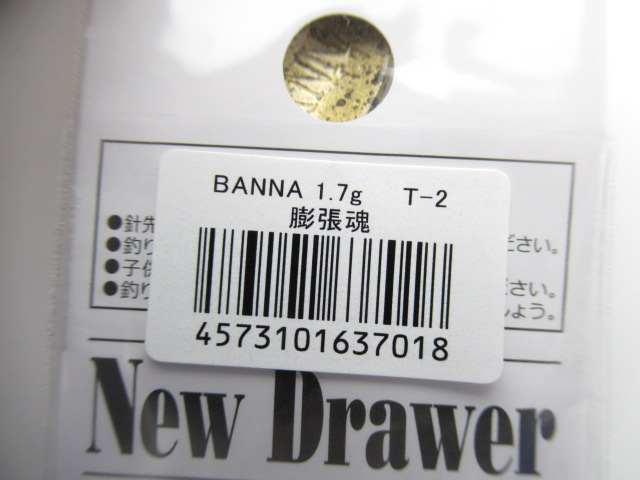 BANNA 1.7g T-2
膨張魂
●針先
●釣り ださい。
●子供
●釣り ださい。
しょう。
4573101637018
New Drawer